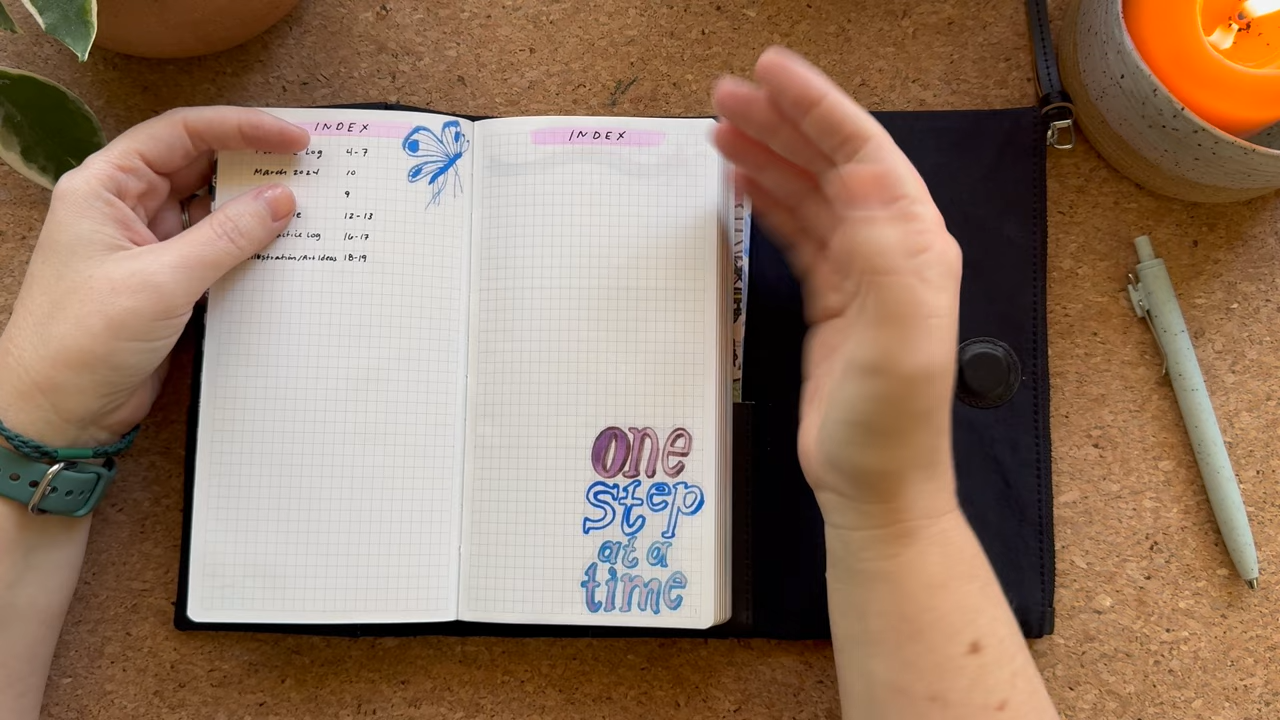 INDEX
Log 4-7
March 2024 10
9
12-13
Log 16-17
Illustration/Art Ideas 18-19
INDEX
one
step
at a
time